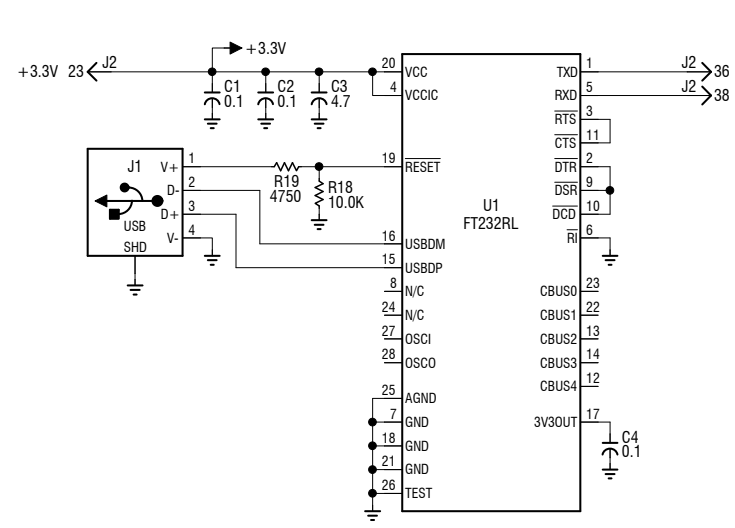 +3.3V
+3.3V 23 J2
C1
0.1
C2
0.1
C3
4.7
J1
V+ 1
D- 2
D+ 3
V- 4
USB
SHD
R19
4750
R18
10.0K
U1
FT232RL
20 VCC
4 VCCIC
19 RESET
16 USBDM
15 USBDP
8 N/C
24 N/C
27 OSCI
28 OSCO
25 AGND
7 GND
18 GND
21 GND
26 TEST
TXD 1 J2 36
RXD 5 J2 38
RTS 3
CTS 11
DTR 2
DSR 9
DCD 10
RI 6
CBUS0 23
CBUS1 22
CBUS2 13
CBUS3 14
CBUS4 12
3V3OUT 17
C4
0.1